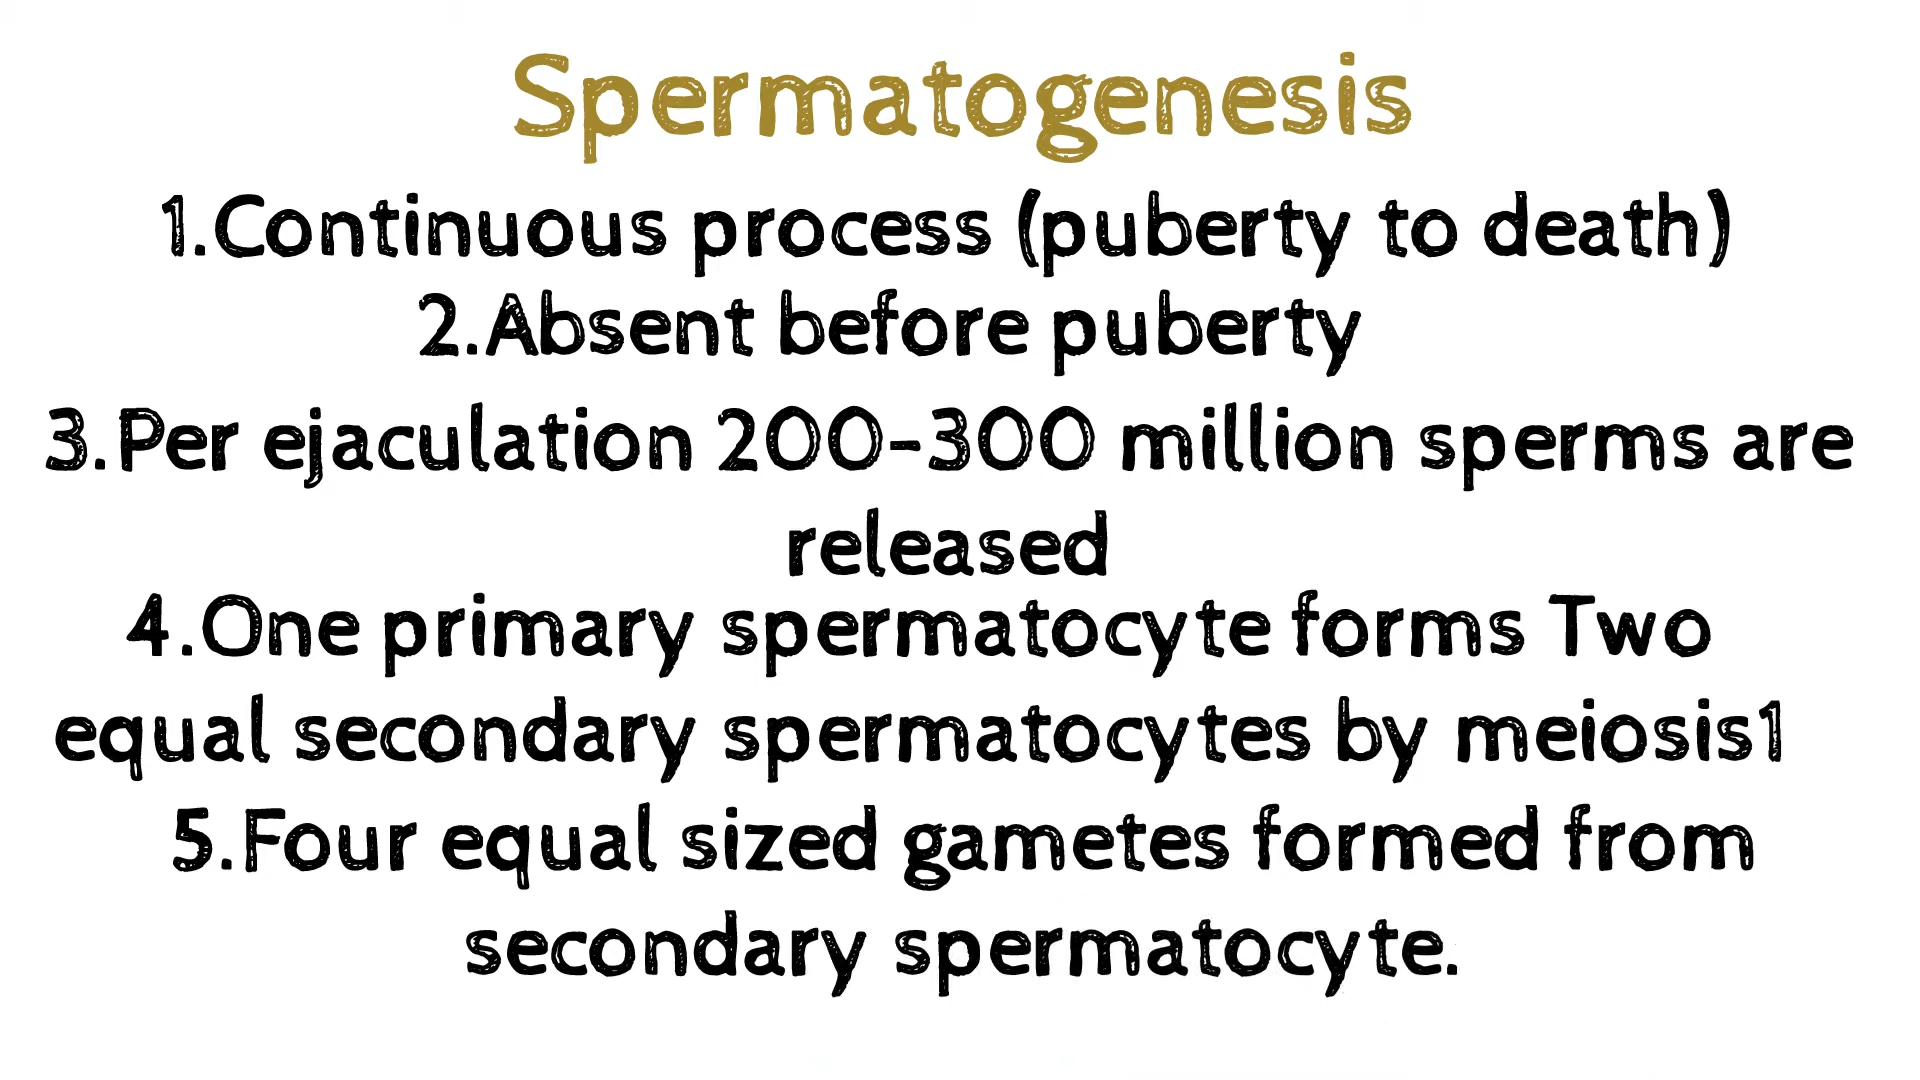 Spermatogenesis
1.Continuous process (puberty to death)
2.Absent before puberty
3.Per ejaculation 200-300 million sperms are
released
4.One primary spermatocyte forms Two
equal secondary spermatocytes by meiosis1
5.Four equal sized gametes formed from
secondary spermatocyte.